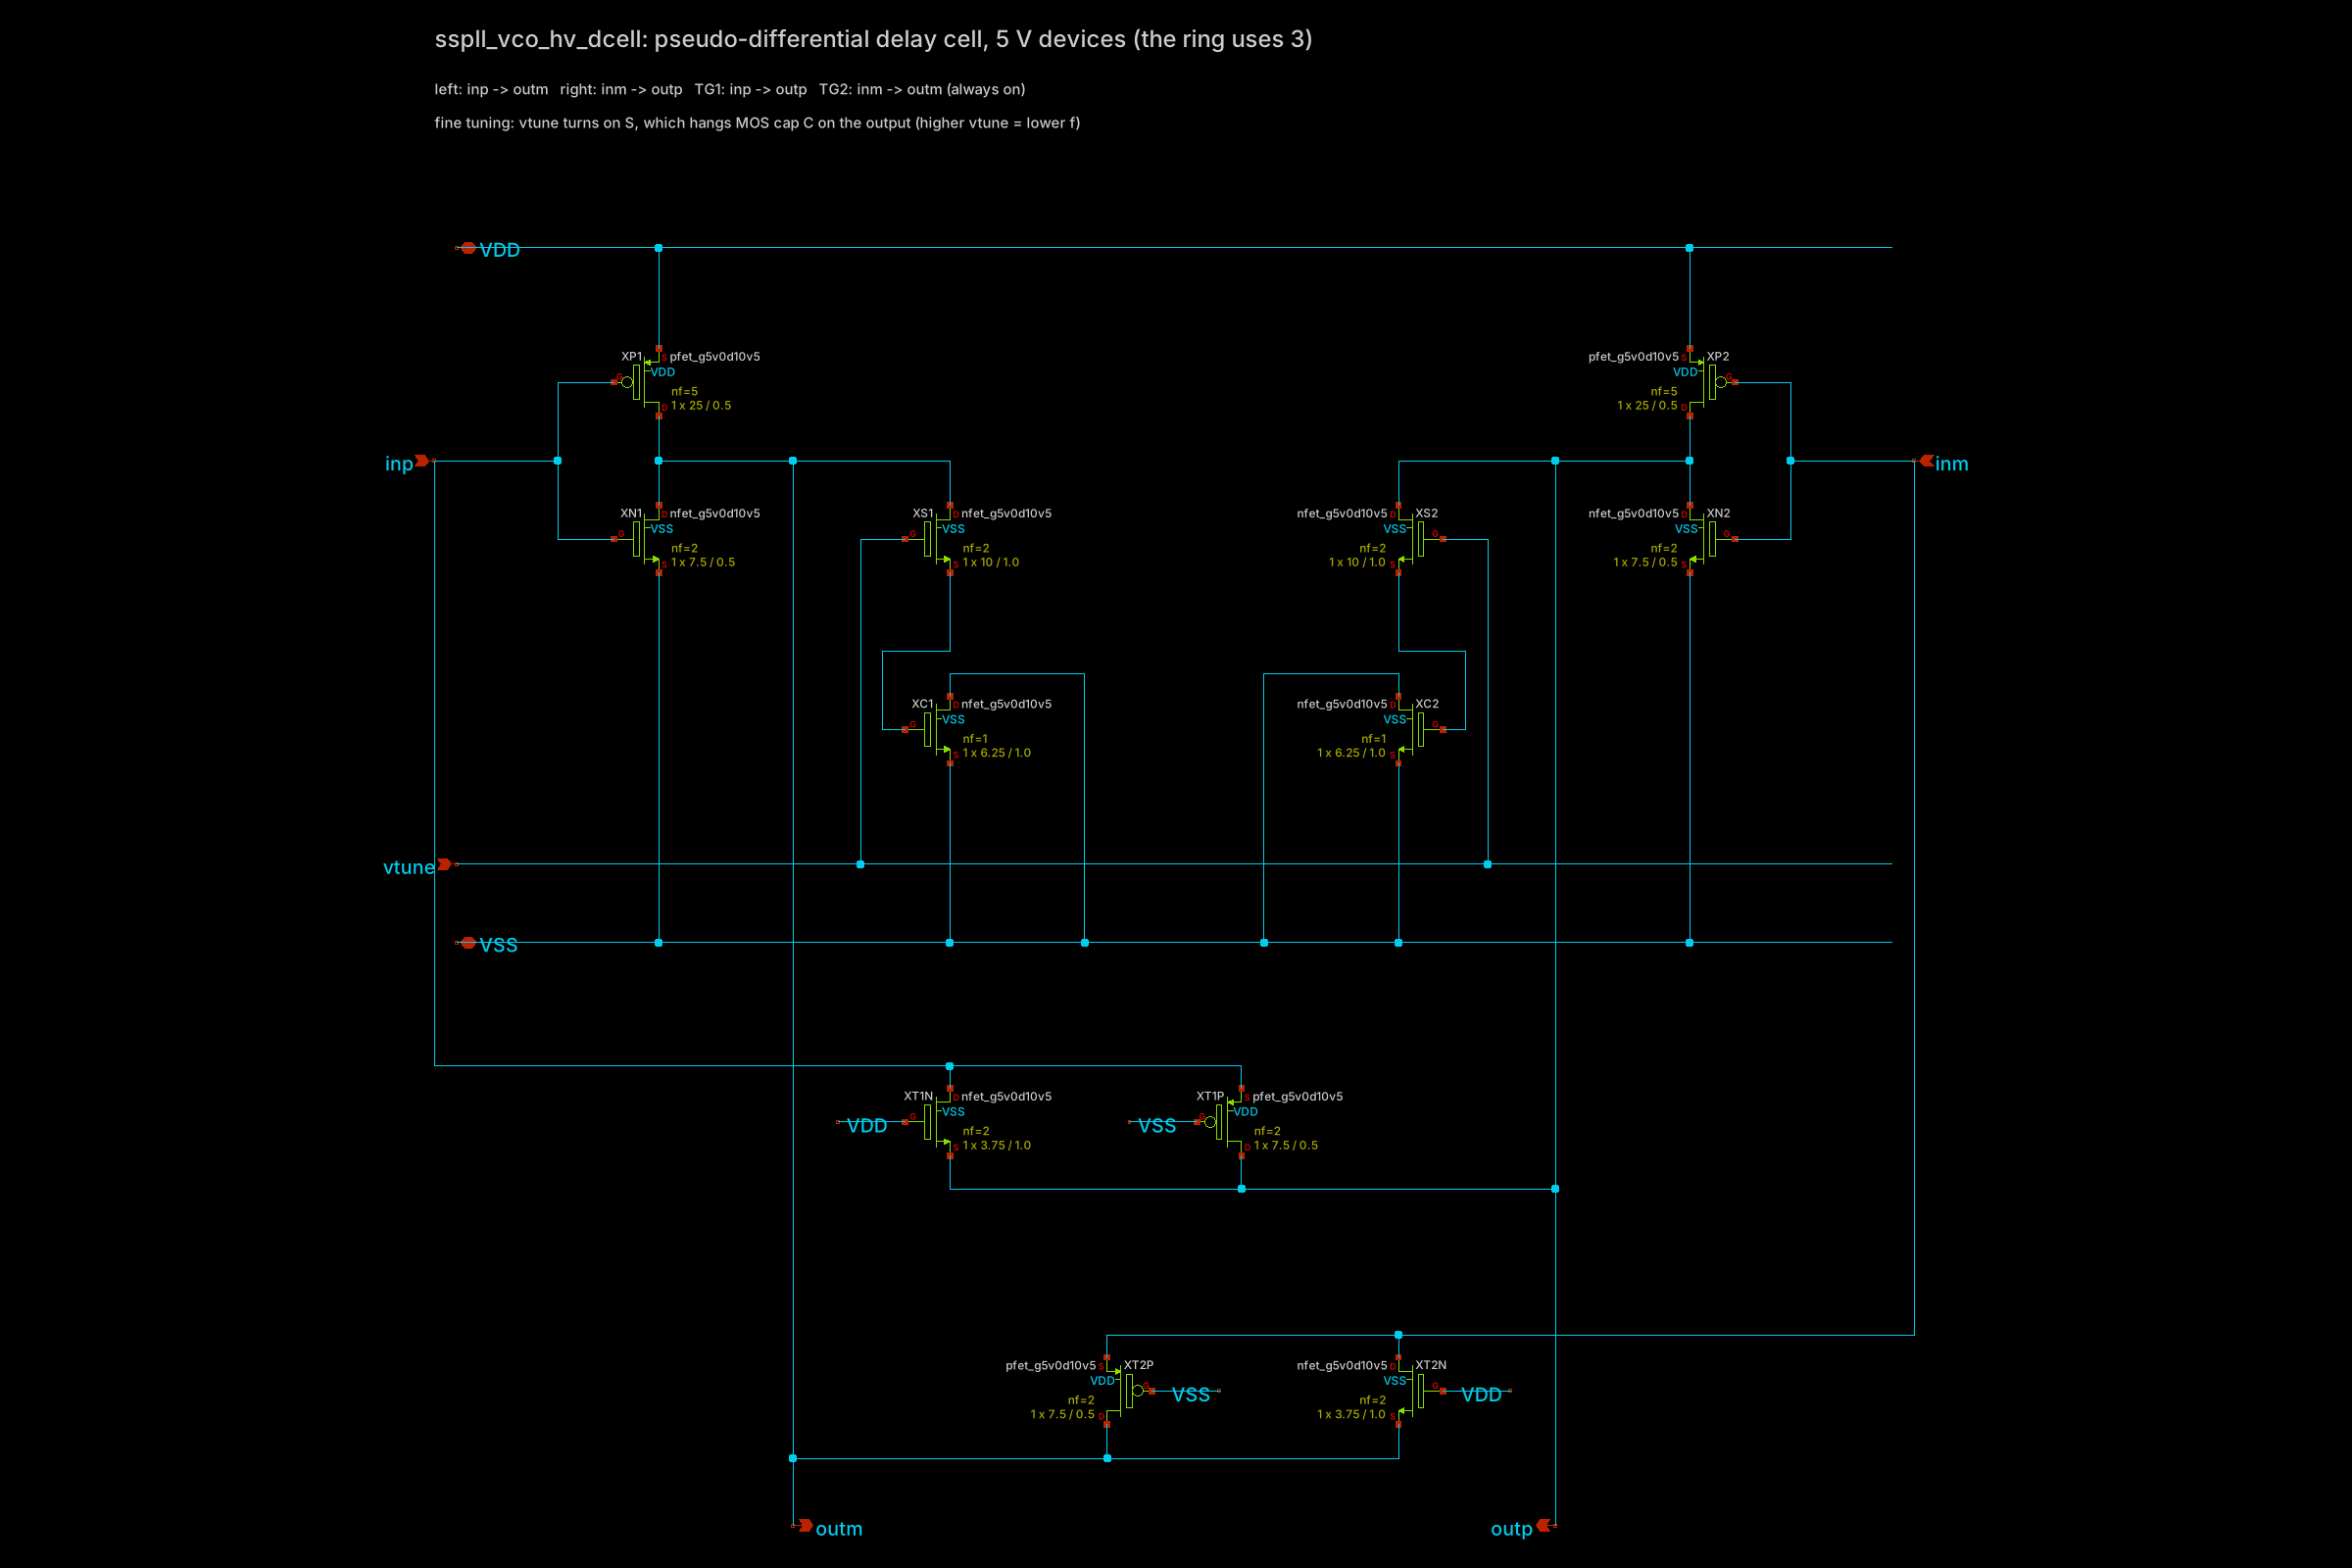 sspll_vco_hv_dcell: pseudo-differential delay cell, 5 V devices (the ring uses 3)
left: inp -> outm   right: inm -> outp   TG1: inp -> outp   TG2: inm -> outm (always on)
fine tuning: vtune turns on S, which hangs MOS cap C on the output (higher vtune = lower f)
VDD
XP1 S pfet_g5v0d10v5
VDD
G
nf=5
1 x 25 / 0.5
D
pfet_g5v0d10v5 S XP2
VDD
G
nf=5
1 x 25 / 0.5
D
inp
inm
XN1 D nfet_g5v0d10v5
VSS
G
nf=2
1 x 7.5 / 0.5
S
XS1 D nfet_g5v0d10v5
VSS
G
nf=2
1 x 10 / 1.0
S
nfet_g5v0d10v5 D XS2
VSS
G
nf=2
1 x 10 / 1.0
S
nfet_g5v0d10v5 D XN2
VSS
G
nf=2
1 x 7.5 / 0.5
S
XC1 D nfet_g5v0d10v5
VSS
G
nf=1
1 x 6.25 / 1.0
S
nfet_g5v0d10v5 D XC2
VSS
G
nf=1
1 x 6.25 / 1.0
S
vtune
VSS
XT1N D nfet_g5v0d10v5
VSS
G
VDD
nf=2
1 x 3.75 / 1.0
S
XT1P S pfet_g5v0d10v5
VDD
G
VSS
nf=2
1 x 7.5 / 0.5
D
pfet_g5v0d10v5 S XT2P
VDD
G
VSS
nf=2
1 x 7.5 / 0.5
D
nfet_g5v0d10v5 D XT2N
VSS
G
VDD
nf=2
1 x 3.75 / 1.0
S
outm
outp